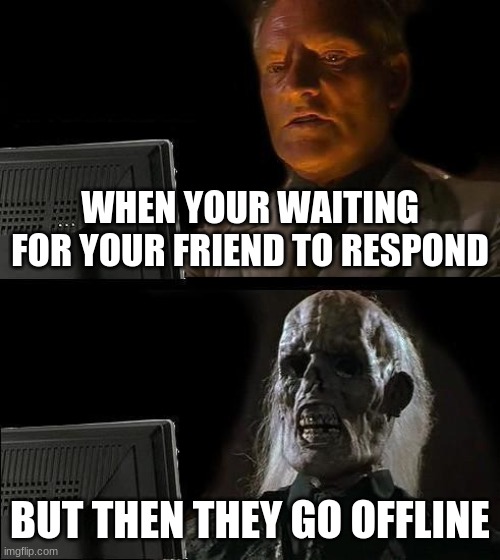 WHEN YOUR WAITING
FOR YOUR FRIEND TO RESPOND
BUT THEN THEY GO OFFLINE
imgflip.com